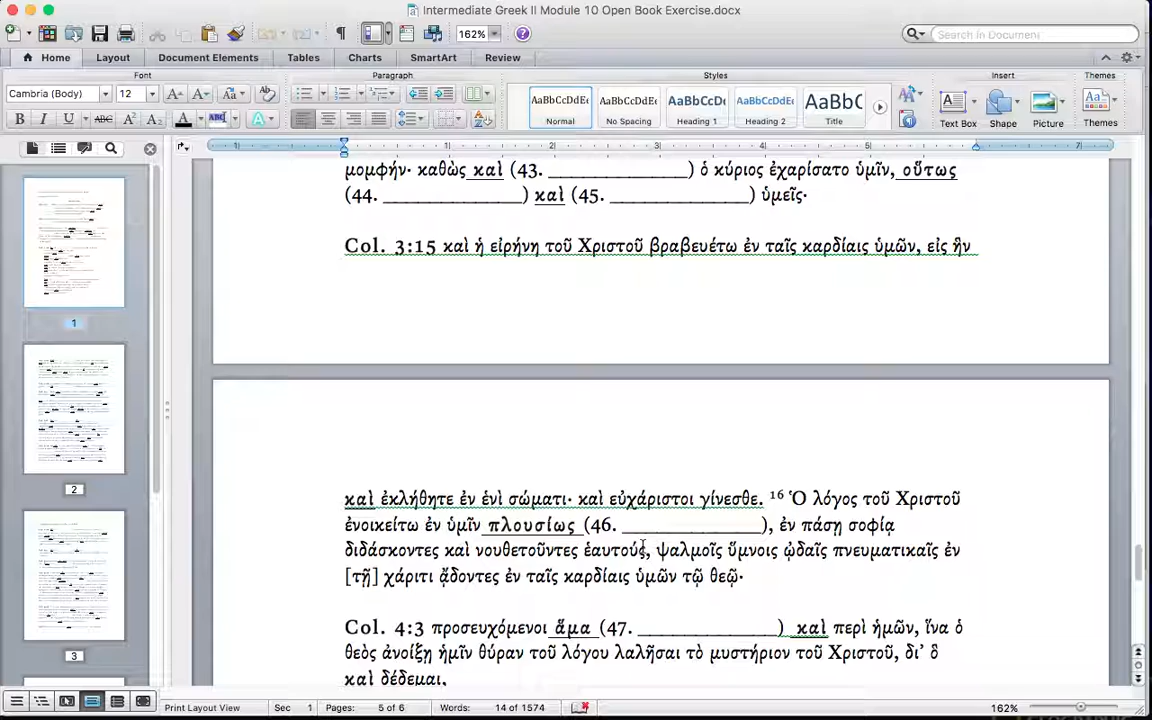 Intermediate Greek II Module 10 Open Book Exercise.docx
162%
Search in Document
Home Layout Document Elements Tables Charts SmartArt Review
Font Paragraph Styles Insert Themes
Cambria (Body) 12
AaBbCcDdEe AaBbCcDdEe AaBbCcDc AaBbCcDdEe AaBbC
Normal No Spacing Heading 1 Heading 2 Title
Text Box Shape Picture Themes
μομφήν· καθὼς καὶ (43. ______________) ὁ κύριος ἐχαρίσατο ὑμῖν, οὕτως
(44. ______________) καὶ (45. ______________) ὑμεῖς·
Col. 3:15 καὶ ἡ εἰρήνη τοῦ Χριστοῦ βραβευέτω ἐν ταῖς καρδίαις ὑμῶν, εἰς ἣν
καὶ ἐκλήθητε ἐν ἑνὶ σώματι· καὶ εὐχάριστοι γίνεσθε. ¹⁶ Ὁ λόγος τοῦ Χριστοῦ
ἐνοικείτω ἐν ὑμῖν πλουσίως (46. ______________), ἐν πάσῃ σοφίᾳ
διδάσκοντες καὶ νουθετοῦντες ἑαυτούς, ψαλμοῖς ὕμνοις ᾠδαῖς πνευματικαῖς ἐν
[τῇ] χάριτι ᾄδοντες ἐν ταῖς καρδίαις ὑμῶν τῷ θεῷ·
Col. 4:3 προσευχόμενοι ἅμα (47. ______________) καὶ περὶ ἡμῶν, ἵνα ὁ
θεὸς ἀνοίξῃ ἡμῖν θύραν τοῦ λόγου λαλῆσαι τὸ μυστήριον τοῦ Χριστοῦ, δι᾽ ὃ
καὶ δέδεμαι,
1
2
3
Print Layout View Sec 1 Pages: 5 of 6 Words: 14 of 1574 162%